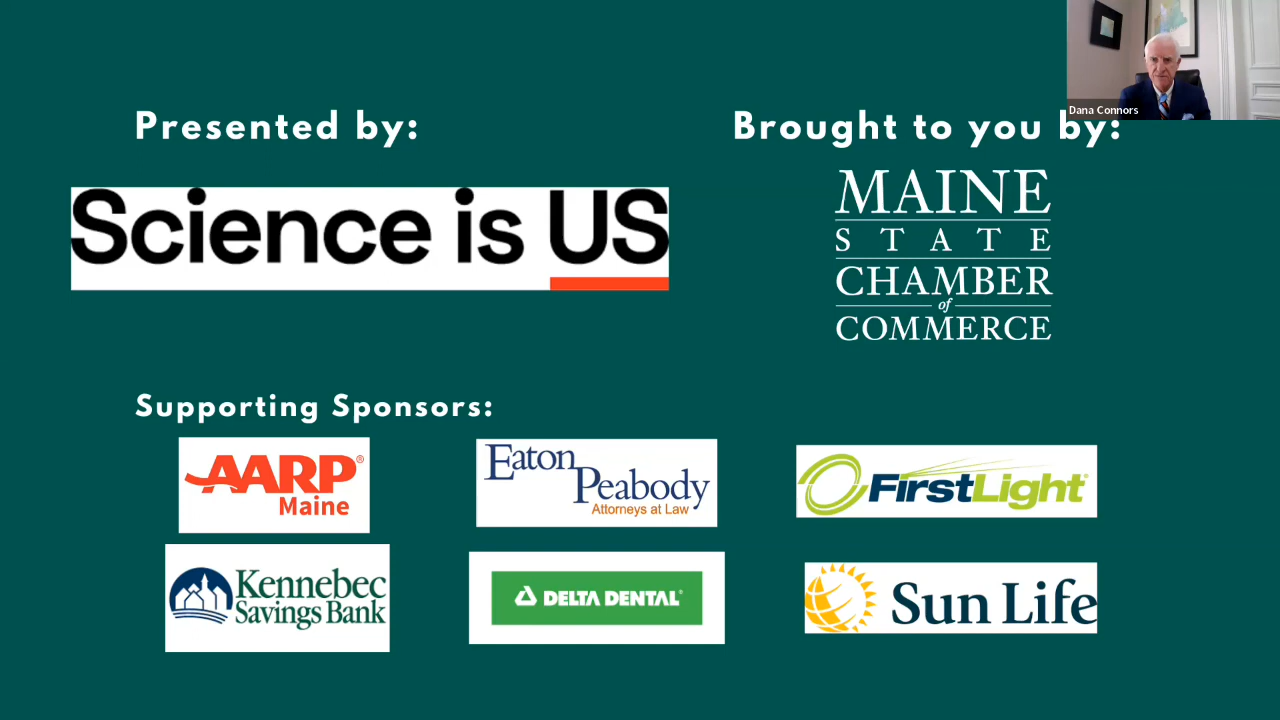 Dana Connors
Presented by:
Brought to you by:
Science is US
MAINE
STATE
CHAMBER
of
COMMERCE
Supporting Sponsors:
AARP®
Maine
Eaton
Peabody
Attorneys at Law
FirstLight®
Kennebec
Savings Bank
DELTA DENTAL®
Sun Life